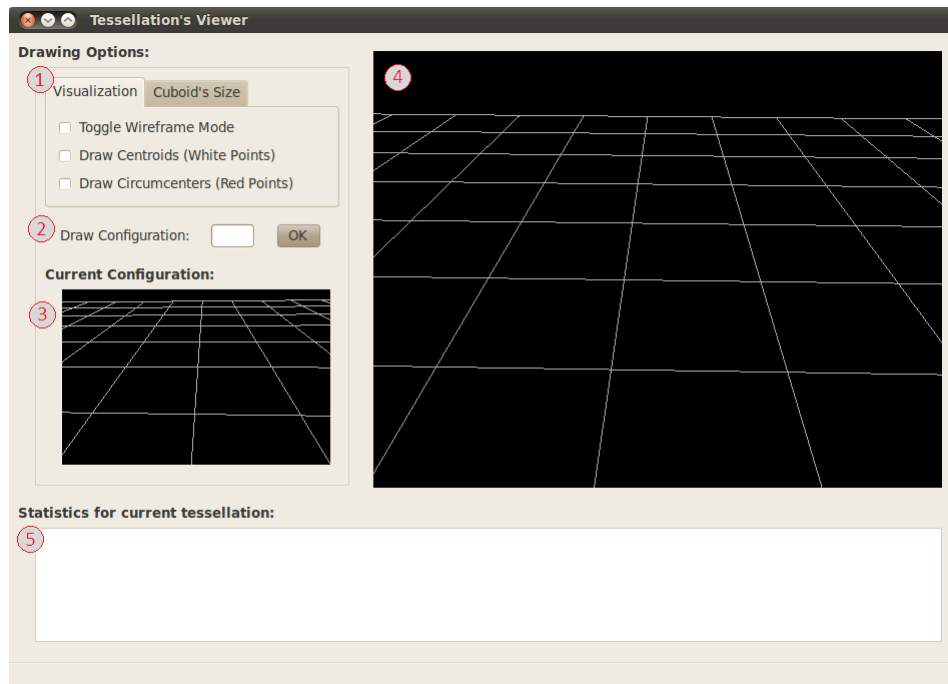 Tessellation's Viewer
Drawing Options:
1
Visualization Cuboid's Size
Toggle Wireframe Mode
Draw Centroids (White Points)
Draw Circumcenters (Red Points)
2
Draw Configuration: OK
Current Configuration:
3
4
Statistics for current tessellation:
5